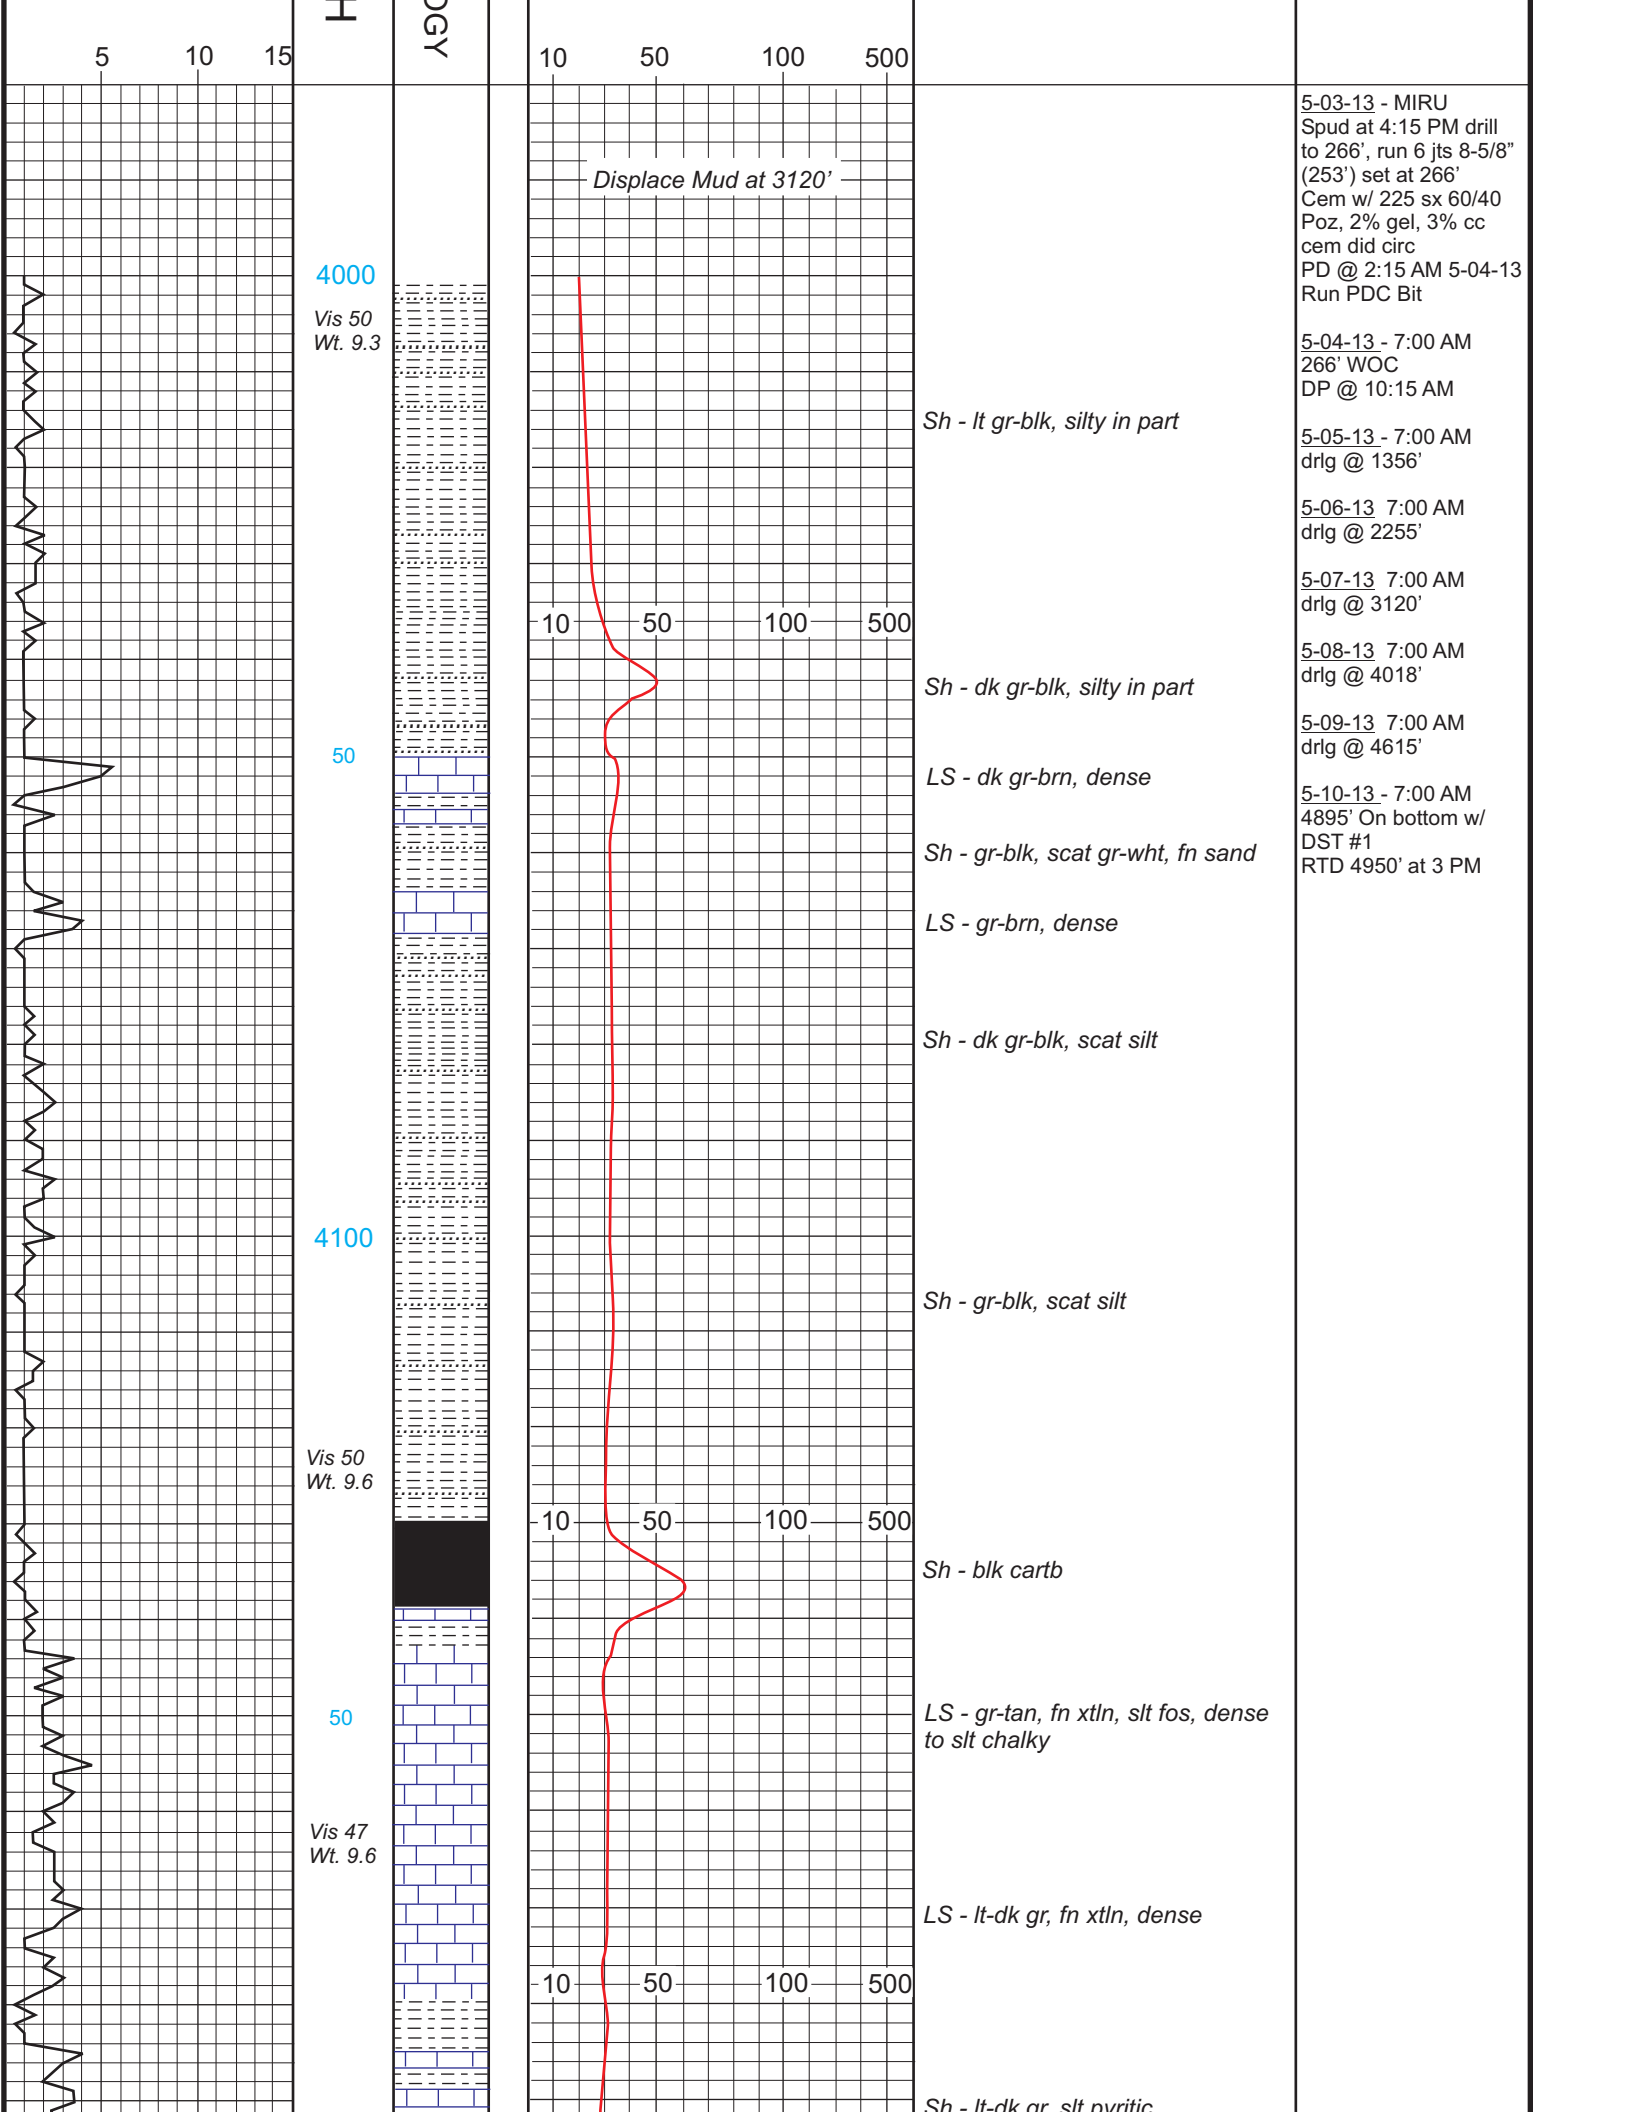 H
OGY
5 10 15
10 50 100 500
Displace Mud at 3120’
4000
Vis 50
Wt. 9.3
Sh - lt gr-blk, silty in part
10 50 100 500
Sh - dk gr-blk, silty in part
50
LS - dk gr-brn, dense
Sh - gr-blk, scat gr-wht, fn sand
LS - gr-brn, dense
Sh - dk gr-blk, scat silt
4100
Sh - gr-blk, scat silt
Vis 50
Wt. 9.6
10 50 100 500
Sh - blk cartb
50
LS - gr-tan, fn xtln, slt fos, dense
to slt chalky
Vis 47
Wt. 9.6
LS - lt-dk gr, fn xtln, dense
10 50 100 500
Sh - lt-dk gr, slt pyritic
5-03-13 - MIRU
Spud at 4:15 PM drill
to 266’, run 6 jts 8-5/8”
(253’) set at 266’
Cem w/ 225 sx 60/40
Poz, 2% gel, 3% cc
cem did circ
PD @ 2:15 AM 5-04-13
Run PDC Bit
5-04-13 - 7:00 AM
266’ WOC
DP @ 10:15 AM
5-05-13 - 7:00 AM
drlg @ 1356’
5-06-13 7:00 AM
drlg @ 2255’
5-07-13 7:00 AM
drlg @ 3120’
5-08-13 7:00 AM
drlg @ 4018’
5-09-13 7:00 AM
drlg @ 4615’
5-10-13 - 7:00 AM
4895’ On bottom w/
DST #1
RTD 4950’ at 3 PM